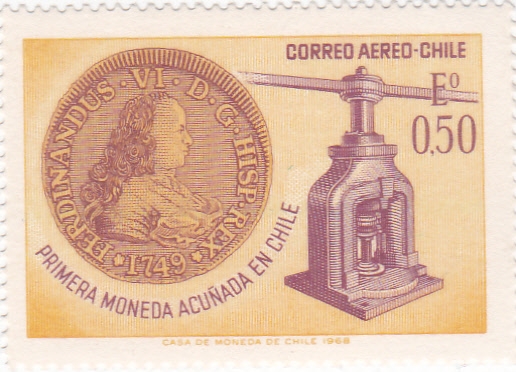 CORREO AEREO-CHILE
Eº
0,50
FERDINANDUS·VI·D·G·HISP·REX
*1749*
PRIMERA MONEDA ACUÑADA EN CHILE
CASA DE MONEDA DE CHILE 1968